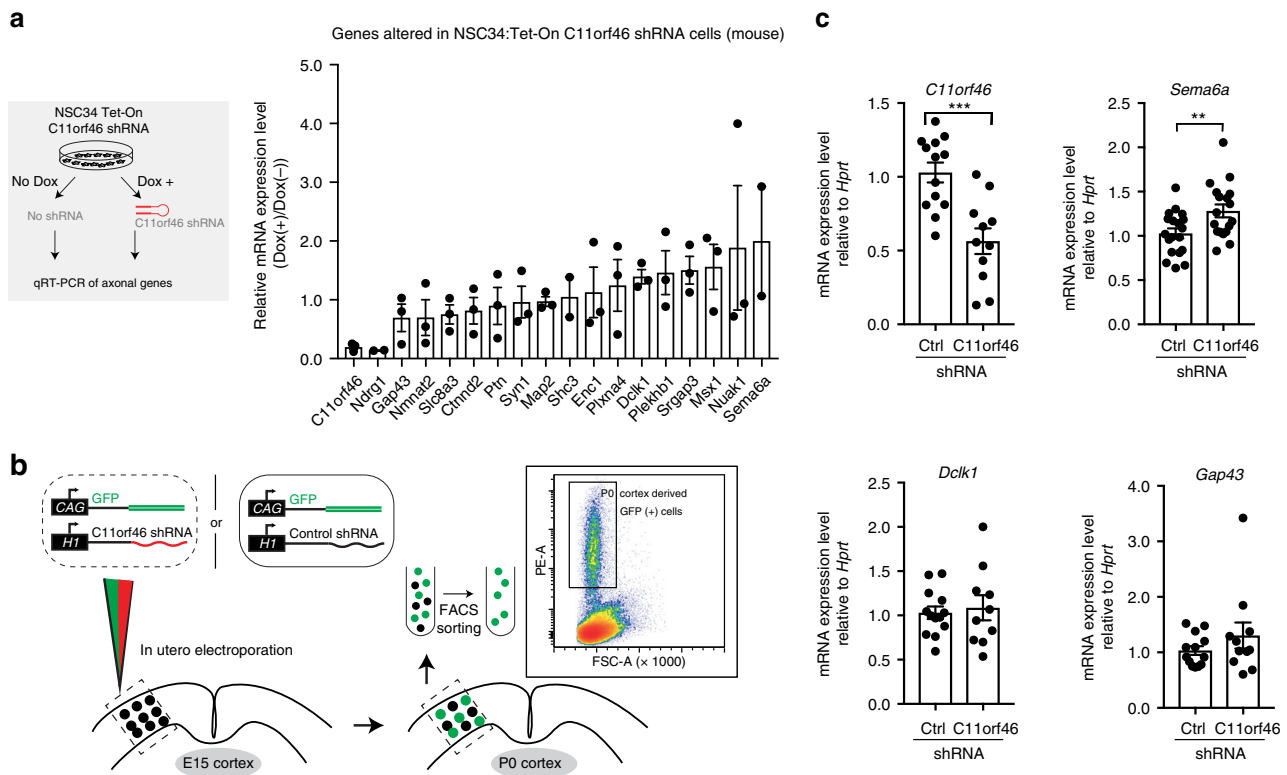 a
Genes altered in NSC34:Tet-On C11orf46 shRNA cells (mouse)
NSC34 Tet-On
C11orf46 shRNA
No Dox
Dox +
No shRNA
C11orf46 shRNA
qRT-PCR of axonal genes
Relative mRNA expression level
(Dox(+)/Dox(−))
5.0
4.0
3.0
2.0
1.0
0.0
C11orf46
Ndrg1
Gap43
Nmnat2
Slc8a3
Ctnnd2
Ptn
Syn1
Map2
Shc3
Enc1
Plxna4
Dclk1
Plekhb1
Srgap3
Msx1
Nuak1
Sema6a
b
CAG
GFP
H1
C11orf46 shRNA
or
CAG
GFP
H1
Control shRNA
In utero electroporation
E15 cortex
P0 cortex
FACS
sorting
P0 cortex derived
GFP (+) cells
PE-A
FSC-A (× 1000)
c
C11orf46
***
mRNA expression level
relative to Hprt
1.5
1.0
0.5
0.0
Ctrl C11orf46
shRNA
Sema6a
**
mRNA expression level
relative to Hprt
2.5
2.0
1.5
1.0
0.5
0.0
Ctrl C11orf46
shRNA
Dclk1
mRNA expression level
relative to Hprt
2.5
2.0
1.5
1.0
0.5
0.0
Ctrl C11orf46
shRNA
Gap43
mRNA expression level
relative to Hprt
4.0
3.0
2.0
1.0
0.0
Ctrl C11orf46
shRNA